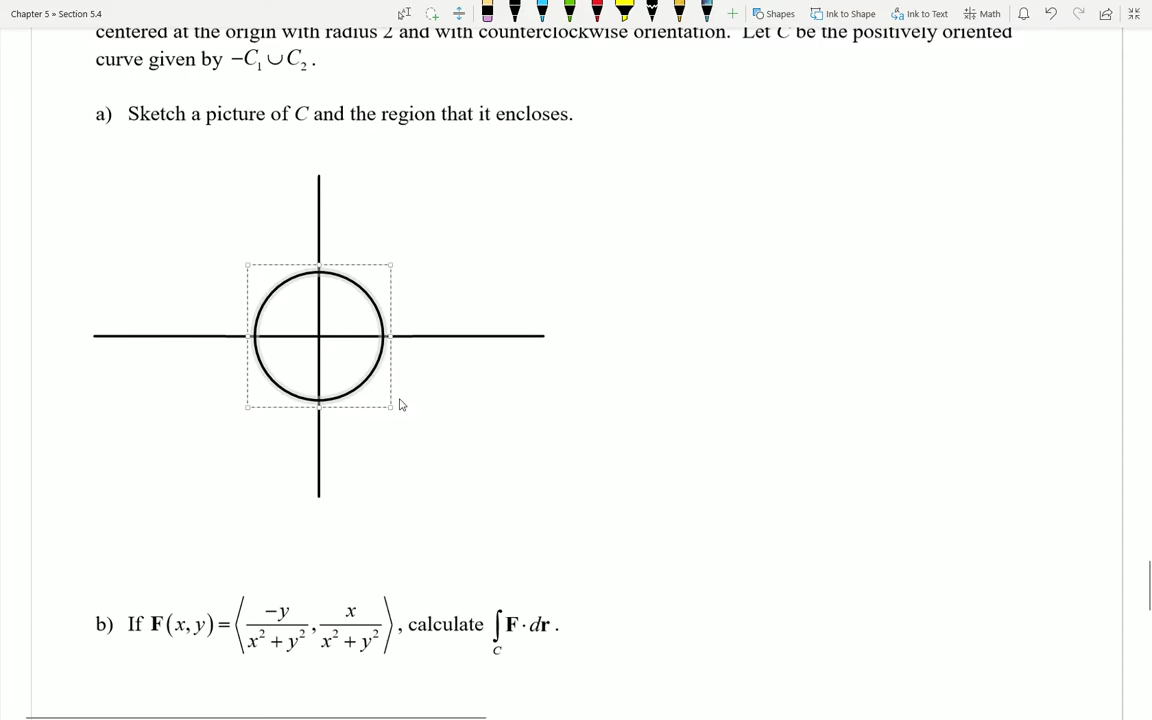 Chapter 5 » Section 5.4
Shapes
Ink to Shape
Ink to Text
Math
centered at the origin with radius 2 and with counterclockwise orientation. Let C be the positively oriented
curve given by −C₁ ∪ C₂ .
a) Sketch a picture of C and the region that it encloses.
b) If F(x, y) = ⟨ −y / (x² + y²) , x / (x² + y²) ⟩ , calculate ∫_C F · dr .